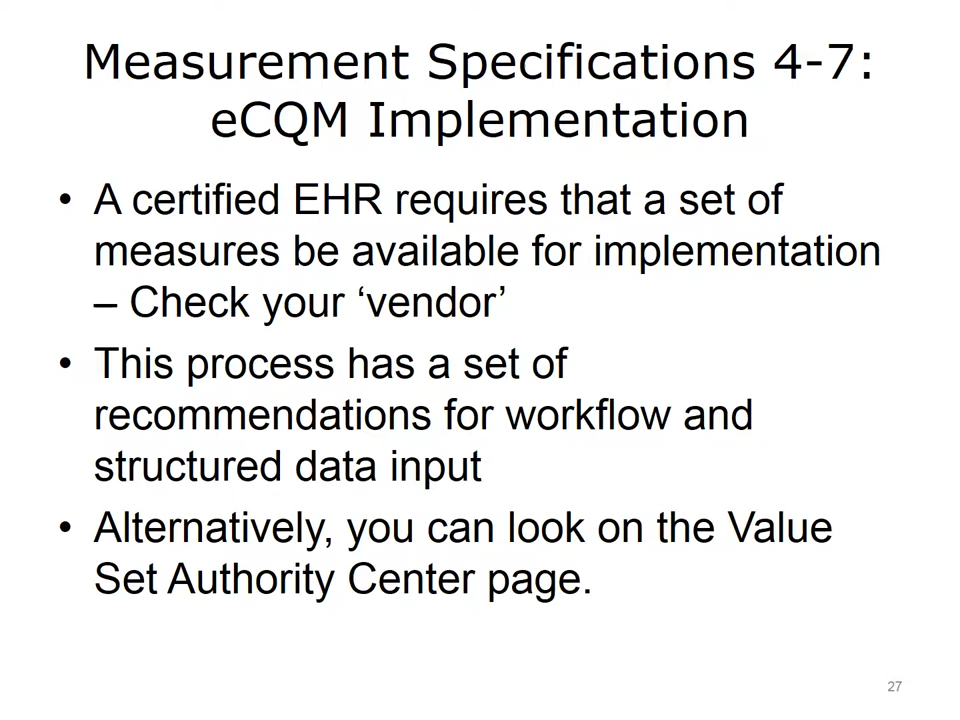 Measurement Specifications 4-7:
eCQM Implementation
• A certified EHR requires that a set of
measures be available for implementation
– Check your ‘vendor’
• This process has a set of
recommendations for workflow and
structured data input
• Alternatively, you can look on the Value
Set Authority Center page.
27